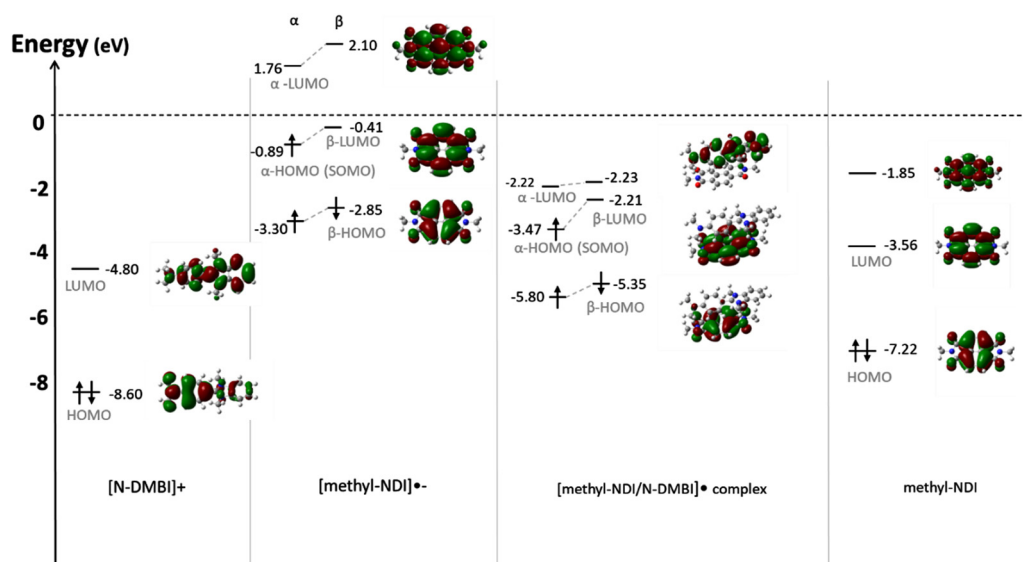 α β
Energy (eV)
2.10
1.76
α -LUMO
0
-0.41
β-LUMO
-0.89
α-HOMO (SOMO)
-2
-2.85
-3.30
β-HOMO
-4
-4.80
LUMO
-6
-8
-8.60
HOMO
-2.22
-2.23
α -LUMO
-2.21
β-LUMO
-3.47
α-HOMO (SOMO)
-5.35
-5.80
β-HOMO
-1.85
-3.56
LUMO
-7.22
HOMO
[N-DMBI]+
[methyl-NDI]•-
[methyl-NDI/N-DMBI]• complex
methyl-NDI